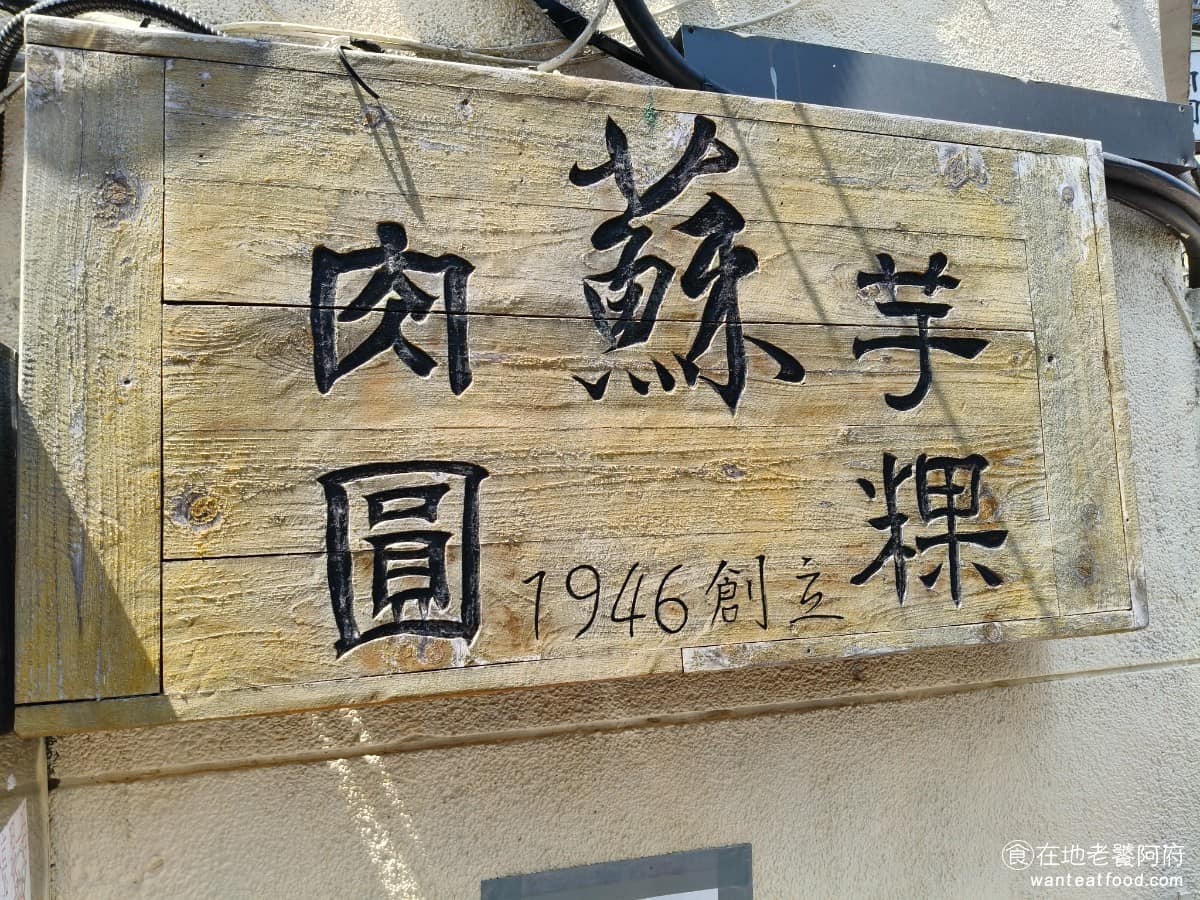 蘇
芋粿
肉圓
1946創立
食在地老饕阿府
wanteatfood.com